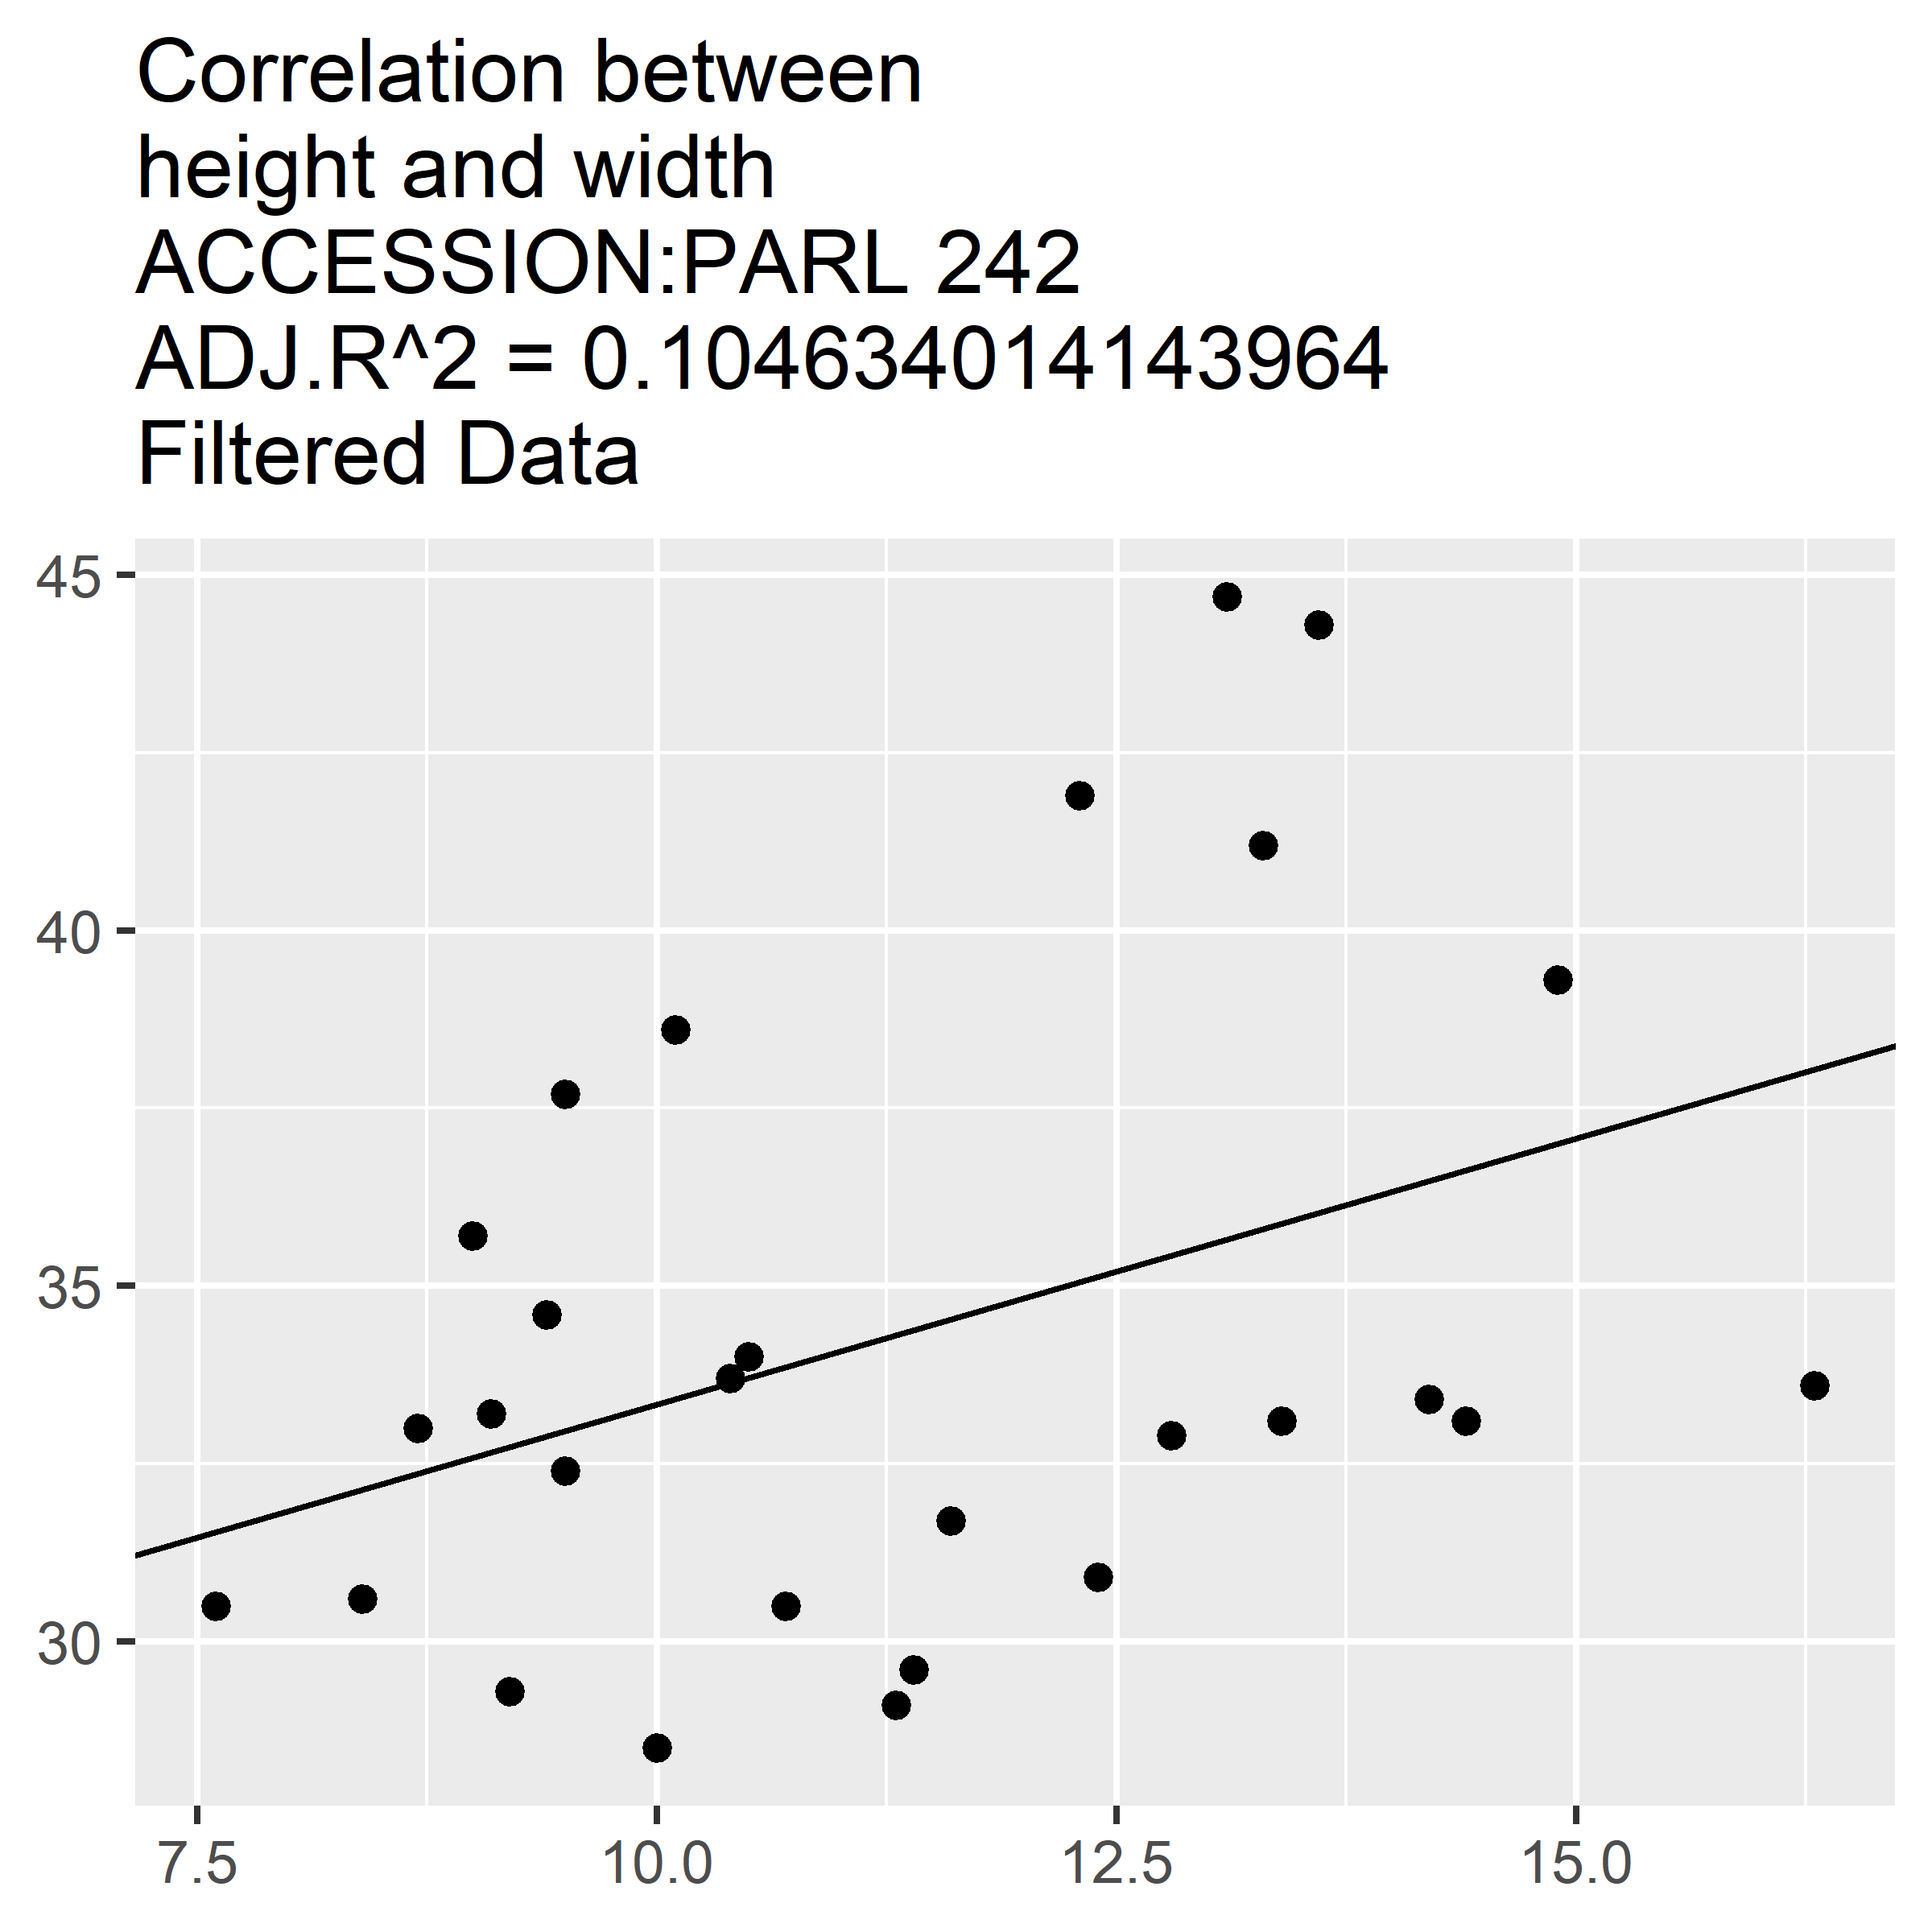 Correlation between
height and width
ACCESSION:PARL 242
ADJ.R^2 = 0.104634014143964
Filtered Data
45
40
35
30
7.5 10.0 12.5 15.0